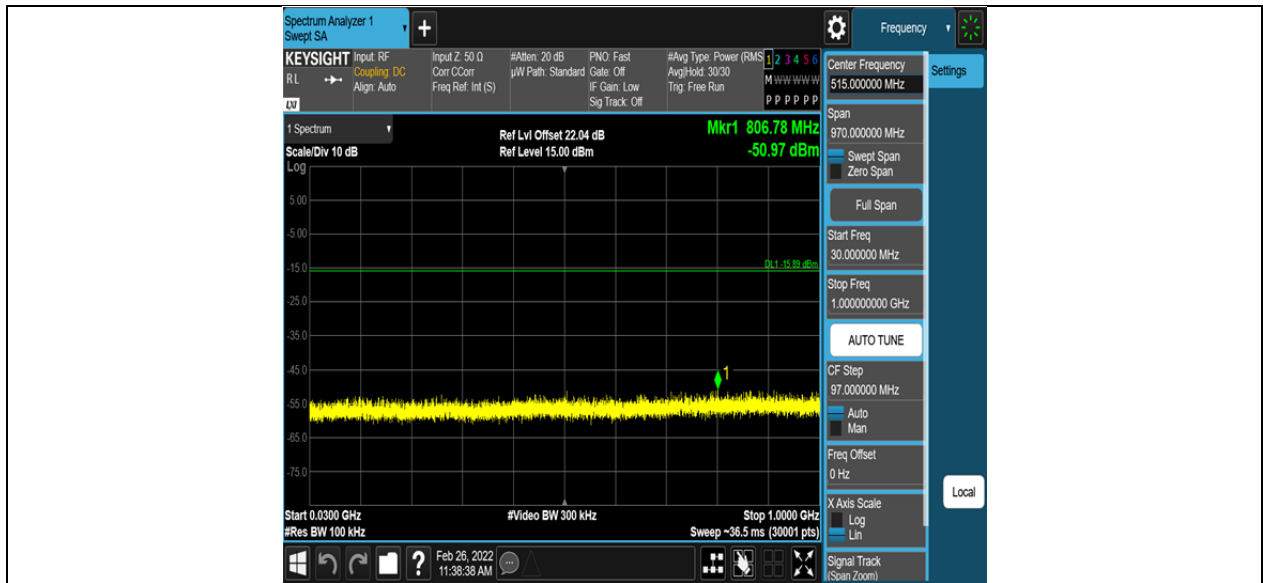 Spectrum Analyzer 1
Swept SA
+
Frequency
KEYSIGHT
RL
LXI
Input: RF
Coupling: DC
Align: Auto
Input Z: 50 Ω
Corr CCorr
Freq Ref: Int (S)
#Atten: 20 dB
µW Path: Standard
PNO: Fast
Gate: Off
IF Gain: Low
Sig Track: Off
#Avg Type: Power (RMS
Avg|Hold: 30/30
Trig: Free Run
1 2 3 4 5 6
M W W W W W
P P P P P P
1 Spectrum
Scale/Div 10 dB
Log
Ref Lvl Offset 22.04 dB
Ref Level 15.00 dBm
Mkr1 806.78 MHz
-50.97 dBm
5.00
-5.00
-15.0
DL1 -15.89 dBm
-25.0
-35.0
-45.0
1
-55.0
-65.0
-75.0
Start 0.0300 GHz
#Res BW 100 kHz
#Video BW 300 kHz
Stop 1.0000 GHz
Sweep ~36.5 ms (30001 pts)
Center Frequency
515.000000 MHz
Settings
Span
970.000000 MHz
Swept Span
Zero Span
Full Span
Start Freq
30.000000 MHz
Stop Freq
1.000000000 GHz
AUTO TUNE
CF Step
97.000000 MHz
Auto
Man
Freq Offset
0 Hz
X Axis Scale
Log
Lin
Local
Signal Track
(Span Zoom)
?
Feb 26, 2022
11:38:38 AM